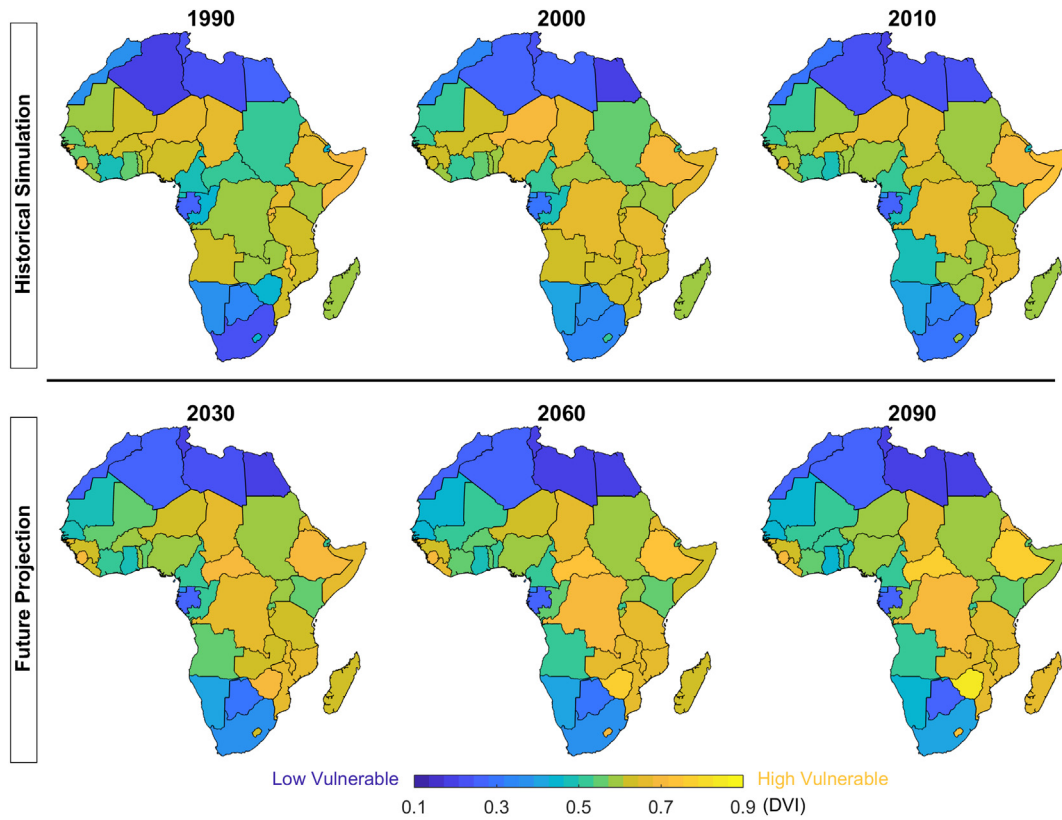 1990
2000
2010
Historical Simulation
2030
2060
2090
Future Projection
Low Vulnerable
High Vulnerable
0.1
0.3
0.5
0.7
0.9
(DVI)